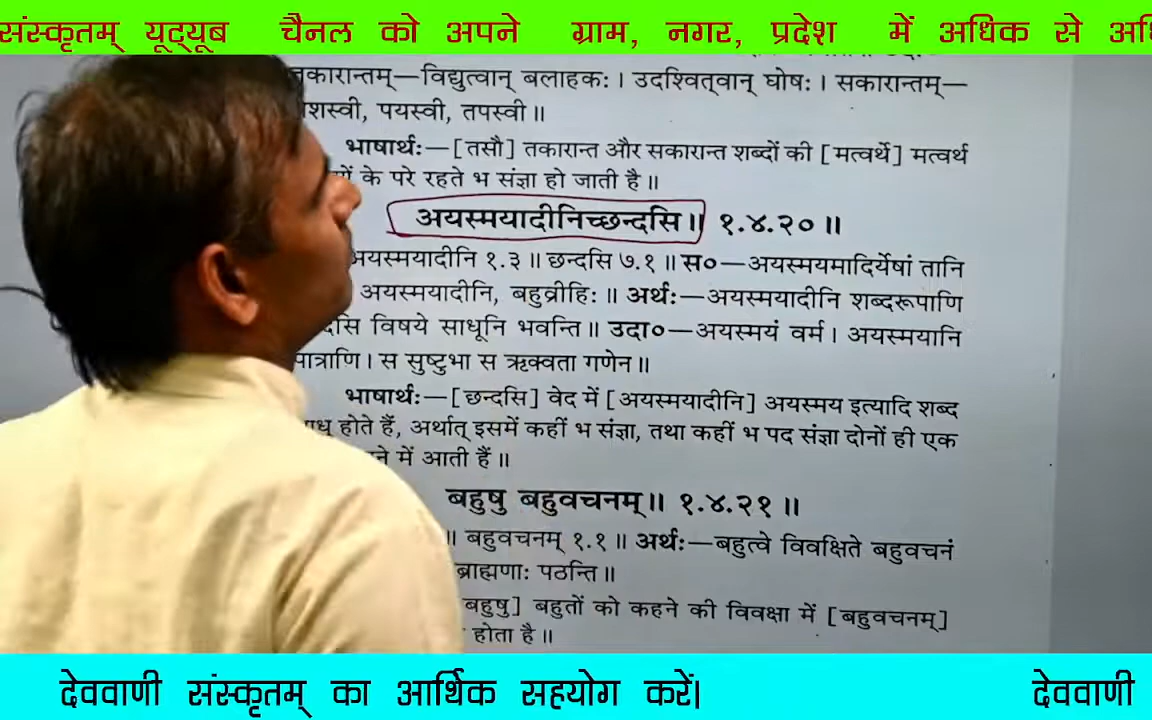 संस्कृतम् यूट्यूब चैनल को अपने ग्राम, नगर, प्रदेश में अधिक से
तकारान्तम्—विद्युत्वान् बलाहकः। उदश्वित्वान् घोषः। सकारान्तम्—
पयस्वी, तपस्वी॥
भाषार्थः—[तसौ] तकारान्त और सकारान्त शब्दों की [मत्वर्थे] मत्वर्थ
के परे रहते भ संज्ञा हो जाती है॥
अयस्मयादीनिच्छन्दसि॥ १.४.२०॥
अयस्मयादीनि १.३॥ छन्दसि ७.१॥ स०—अयस्मयमादिर्येषां तानि
अयस्मयादीनि, बहुव्रीहिः॥ अर्थः—अयस्मयादीनि शब्दरूपाणि
विषये साधूनि भवन्ति॥ उदा०—अयस्मयं वर्म। अयस्मयानि
पात्राणि। स सुष्टुभा स ऋक्वता गणेन॥
भाषार्थः—[छन्दसि] वेद में [अयस्मयादीनि] अयस्मय इत्यादि शब्द
होते हैं, अर्थात् इसमें कहीं भ संज्ञा, तथा कहीं भ पद संज्ञा दोनों ही एक
में आती हैं॥
बहुषु बहुवचनम्॥ १.४.२१॥
॥ बहुवचनम् १.१॥ अर्थः—बहुत्वे विवक्षिते बहुवचनं
ब्राह्मणाः पठन्ति॥
[बहुषु] बहुतों को कहने की विवक्षा में [बहुवचनम्]
होता है॥
देववाणी संस्कृतम् का आर्थिक सहयोग करें। देववाणी